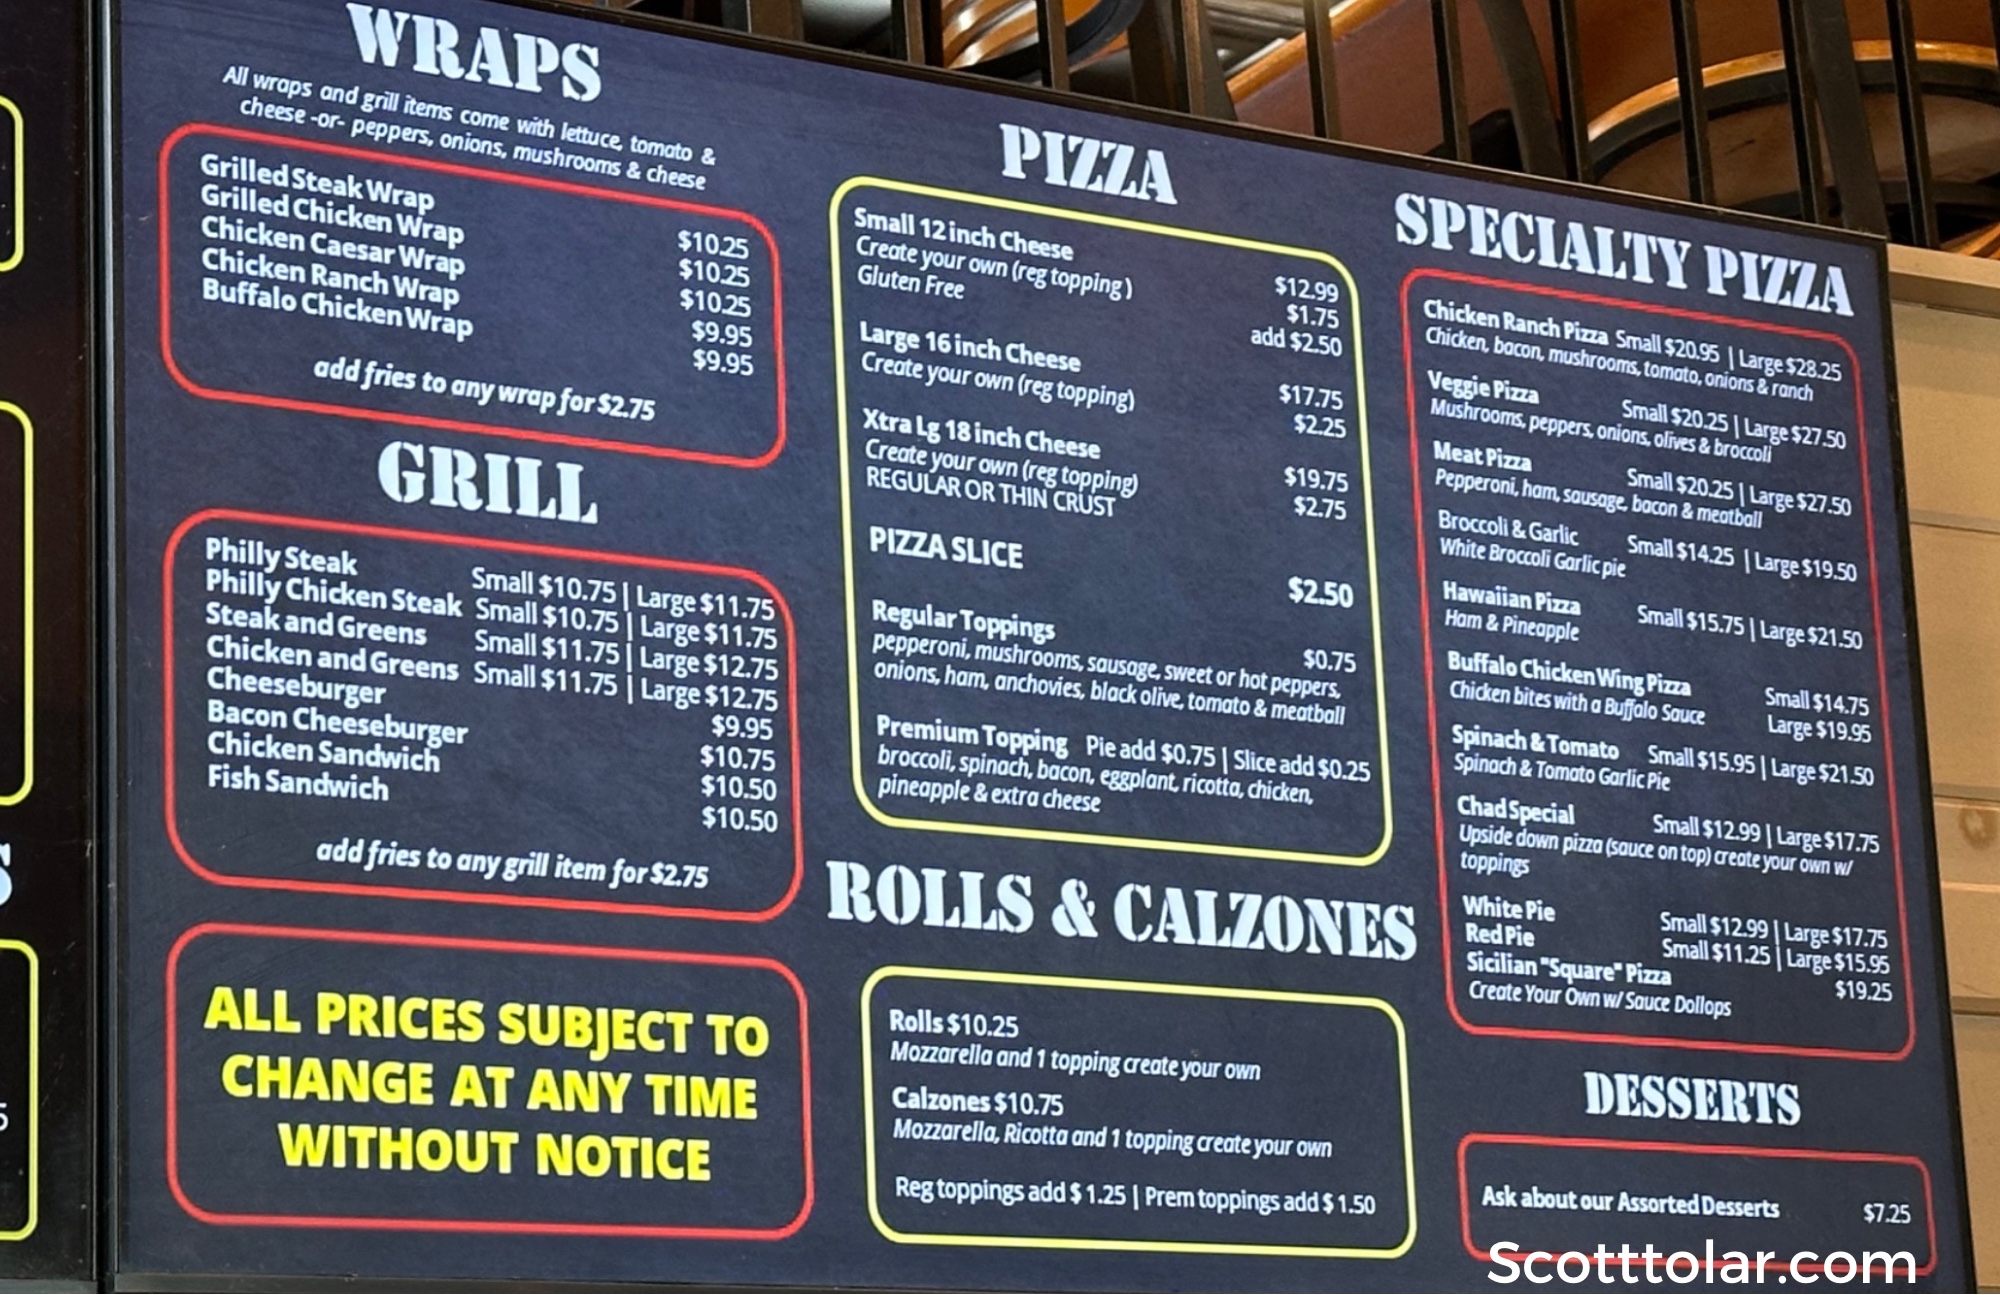 WRAPS
All wraps and grill items come with lettuce, tomato &
cheese -or- peppers, onions, mushrooms & cheese
Grilled Steak Wrap $10.25
Grilled Chicken Wrap $10.25
Chicken Caesar Wrap $10.25
Chicken Ranch Wrap $9.95
Buffalo Chicken Wrap $9.95
add fries to any wrap for $2.75
GRILL
Philly Steak Small $10.75 | Large $11.75
Philly Chicken Steak Small $10.75 | Large $11.75
Steak and Greens Small $11.75 | Large $12.75
Chicken and Greens Small $11.75 | Large $12.75
Cheeseburger $9.95
Bacon Cheeseburger $10.75
Chicken Sandwich $10.50
Fish Sandwich $10.50
add fries to any grill item for $2.75
ALL PRICES SUBJECT TO
CHANGE AT ANY TIME
WITHOUT NOTICE
PIZZA
Small 12 inch Cheese $12.99
Create your own (reg topping ) $1.75
Gluten Free add $2.50
Large 16 inch Cheese $17.75
Create your own (reg topping) $2.25
Xtra Lg 18 inch Cheese $19.75
Create your own (reg topping) $2.75
REGULAR OR THIN CRUST
PIZZA SLICE $2.50
Regular Toppings $0.75
pepperoni, mushrooms, sausage, sweet or hot peppers,
onions, ham, anchovies, black olive, tomato & meatball
Premium Topping Pie add $0.75 | Slice add $0.25
broccoli, spinach, bacon, eggplant, ricotta, chicken,
pineapple & extra cheese
ROLLS & CALZONES
Rolls $10.25
Mozzarella and 1 topping create your own
Calzones $10.75
Mozzarella, Ricotta and 1 topping create your own
Reg toppings add $ 1.25 | Prem toppings add $ 1.50
SPECIALTY PIZZA
Chicken Ranch Pizza Small $20.95 | Large $28.25
Chicken, bacon, mushrooms, tomato, onions & ranch
Veggie Pizza Small $20.25 | Large $27.50
Mushrooms, peppers, onions, olives & broccoli
Meat Pizza Small $20.25 | Large $27.50
Pepperoni, ham, sausage, bacon & meatball
Broccoli & Garlic Small $14.25 | Large $19.50
White Broccoli Garlic pie
Hawaiian Pizza Small $15.75 | Large $21.50
Ham & Pineapple
Buffalo Chicken Wing Pizza Small $14.75
Chicken bites with a Buffalo Sauce Large $19.95
Spinach & Tomato Small $15.95 | Large $21.50
Spinach & Tomato Garlic Pie
Chad Special Small $12.99 | Large $17.75
Upside down pizza (sauce on top) create your own w/
toppings
White Pie Small $12.99 | Large $17.75
Red Pie Small $11.25 | Large $15.95
Sicilian "Square" Pizza $19.25
Create Your Own w/ Sauce Dollops
DESSERTS
Ask about our Assorted Desserts $7.25
Scotttolar.com
S
5